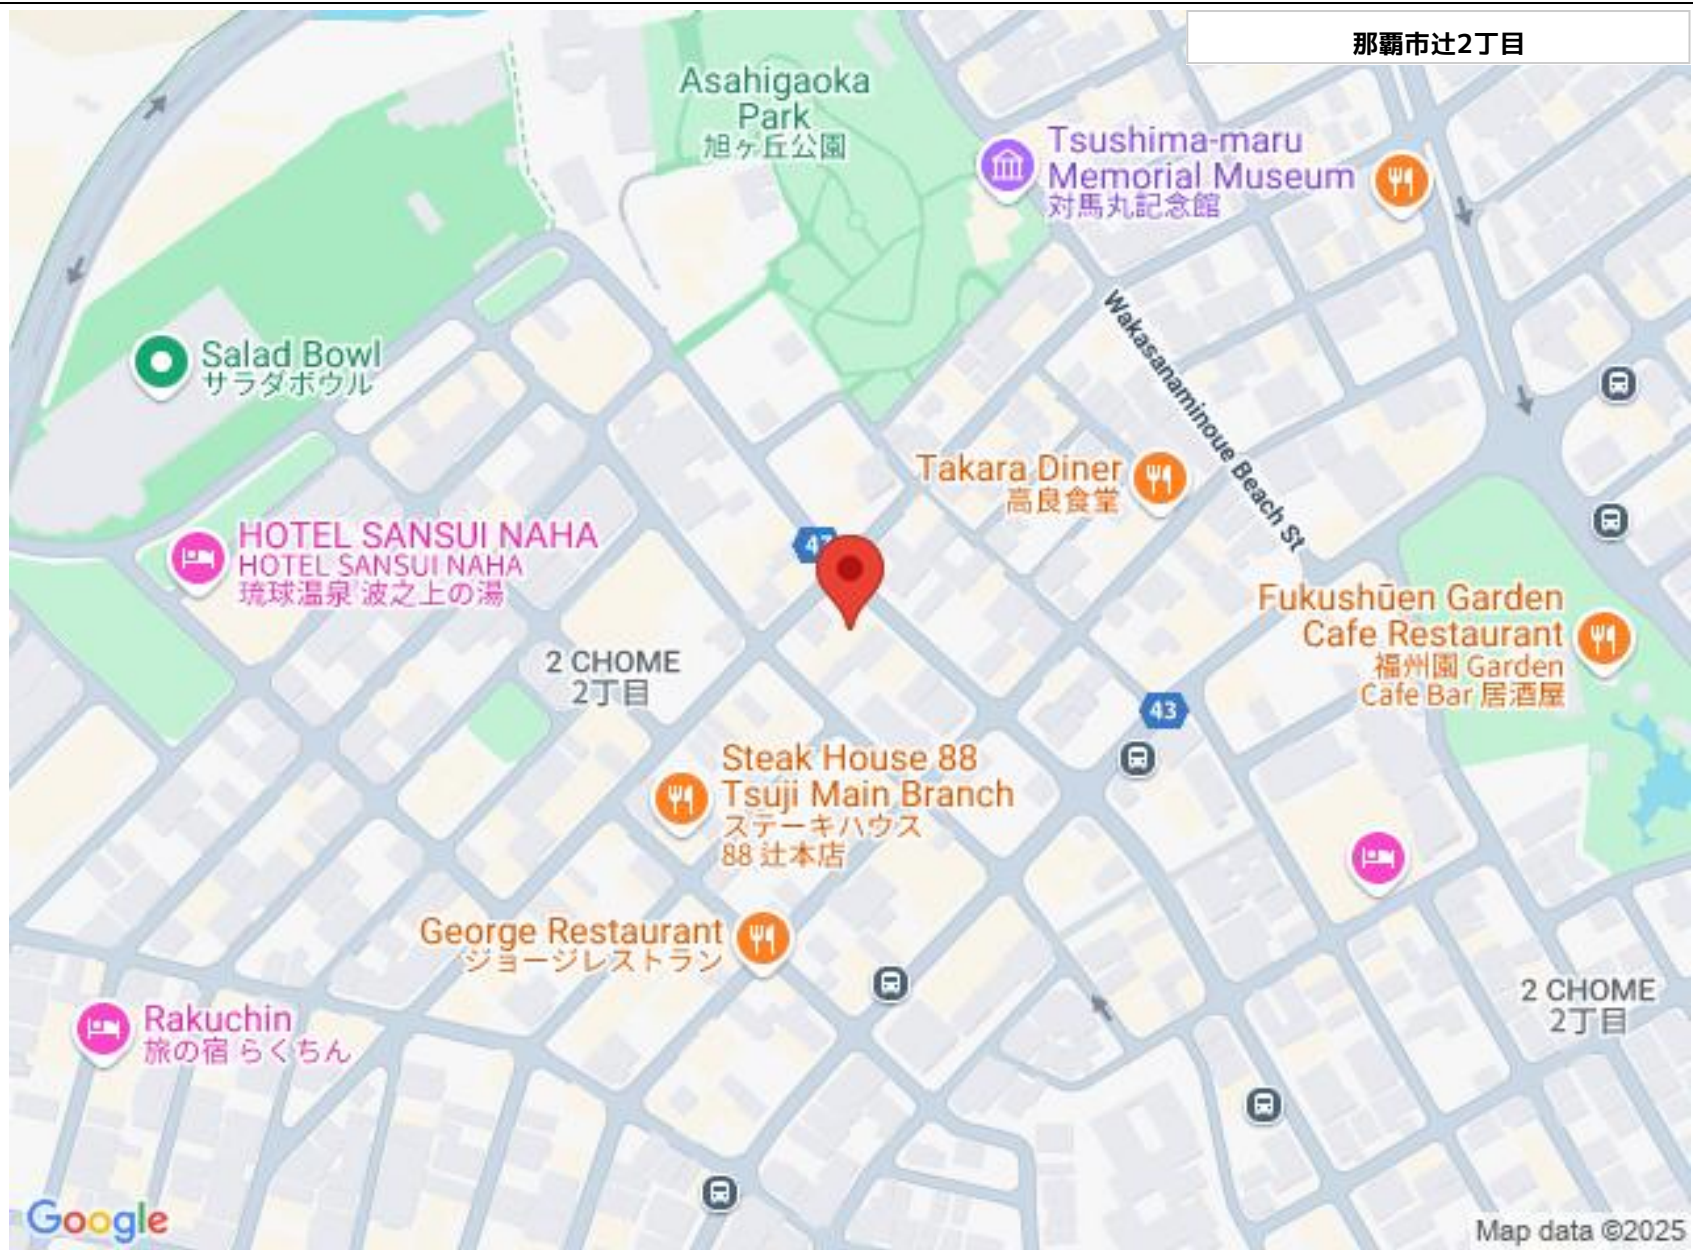 那覇市辻2丁目
Asahigaoka
Park
旭ヶ丘公園
Tsushima-maru
Memorial Museum
対馬丸記念館
Wakasanaminoue Beach St
Salad Bowl
サラダボウル
Takara Diner
高良食堂
HOTEL SANSUI NAHA
HOTEL SANSUI NAHA
琉球温泉 波之上の湯
Fukushūen Garden
Cafe Restaurant
福州園 Garden
Cafe Bar 居酒屋
2 CHOME
2丁目
43
Steak House 88
Tsuji Main Branch
ステーキハウス
88 辻本店
George Restaurant
ジョージレストラン
2 CHOME
2丁目
Rakuchin
旅の宿 らくちん
Google
Map data ©2025